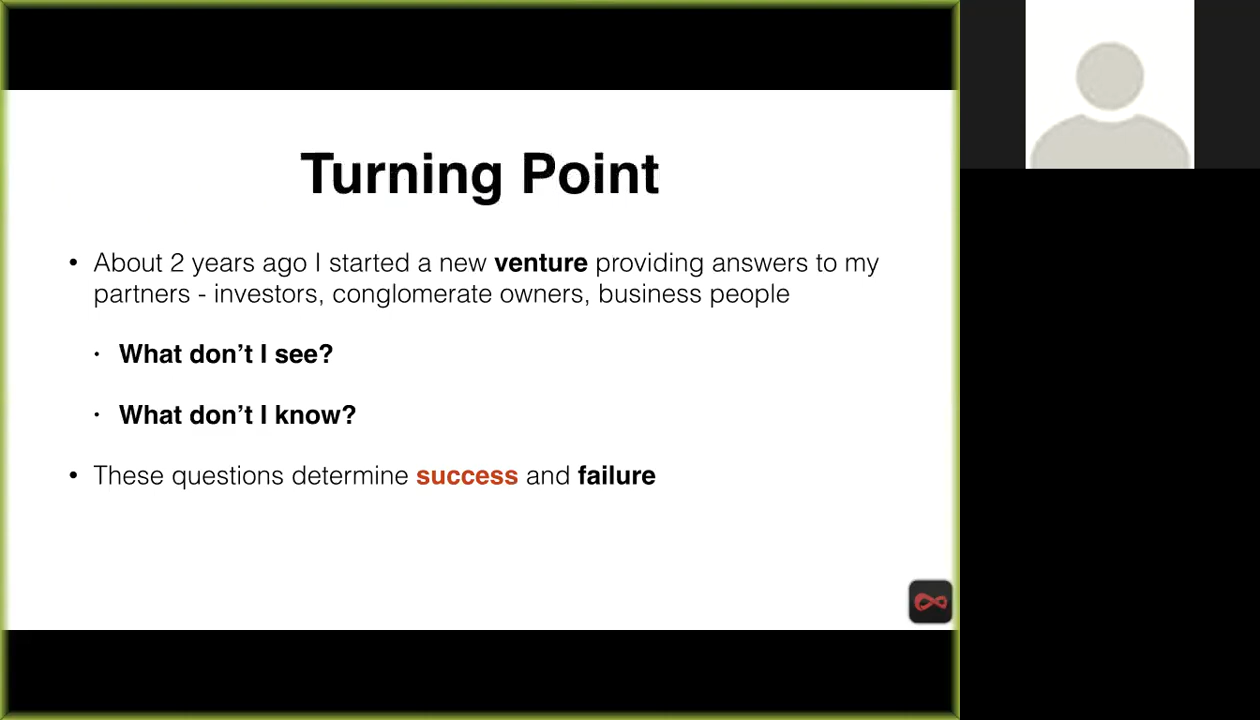 Turning Point
• About 2 years ago I started a new venture providing answers to my
partners - investors, conglomerate owners, business people
• What don’t I see?
• What don’t I know?
• These questions determine success and failure